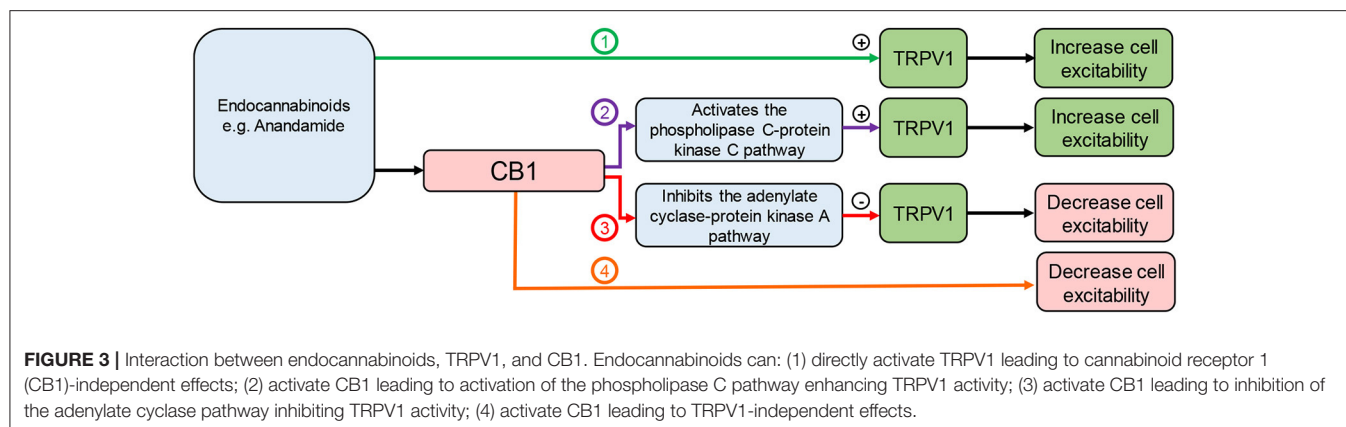 1
+
TRPV1
Increase cell
excitability
Endocannabinoids
e.g. Anandamide
2
Activates the
phospholipase C-protein
kinase C pathway
+
TRPV1
Increase cell
excitability
CB1
3
Inhibits the adenylate
cyclase-protein kinase A
pathway
-
TRPV1
Decrease cell
excitability
4
Decrease cell
excitability
FIGURE 3 | Interaction between endocannabinoids, TRPV1, and CB1. Endocannabinoids can: (1) directly activate TRPV1 leading to cannabinoid receptor 1
(CB1)-independent effects; (2) activate CB1 leading to activation of the phospholipase C pathway enhancing TRPV1 activity; (3) activate CB1 leading to inhibition of
the adenylate cyclase pathway inhibiting TRPV1 activity; (4) activate CB1 leading to TRPV1-independent effects.